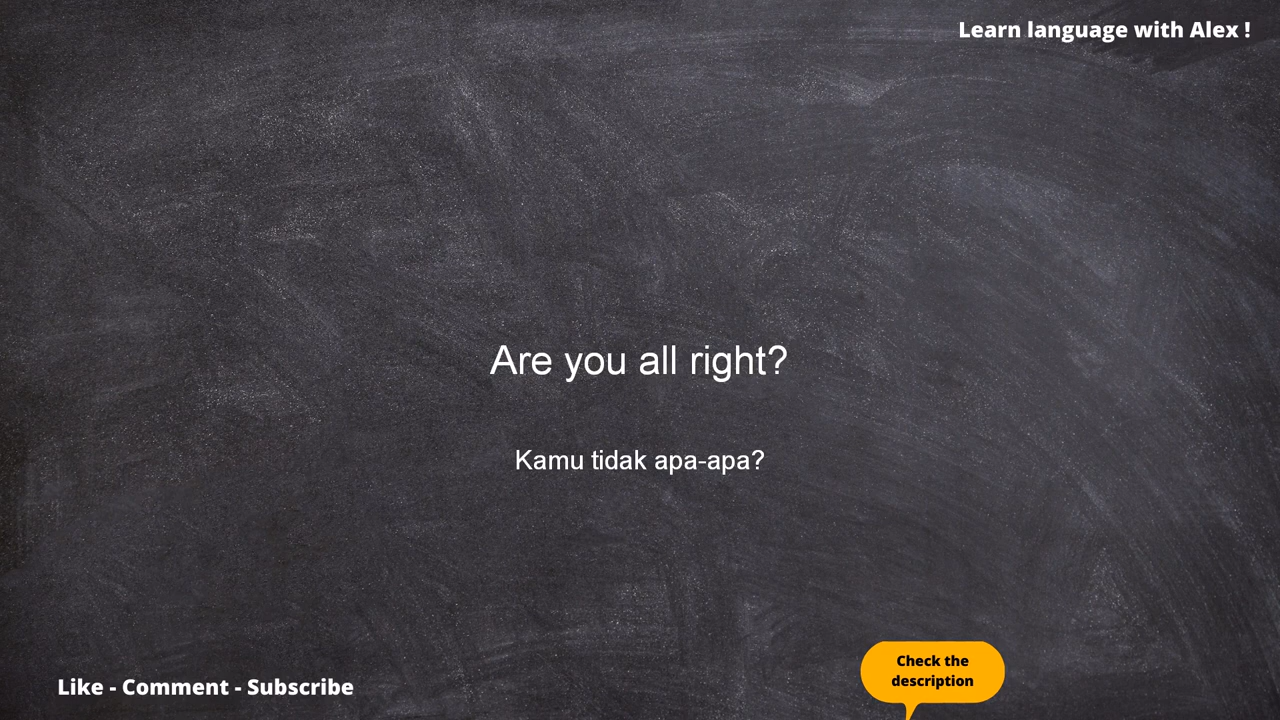 Learn language with Alex !
Are you all right?
Kamu tidak apa-apa?
Like - Comment - Subscribe
Check the
description